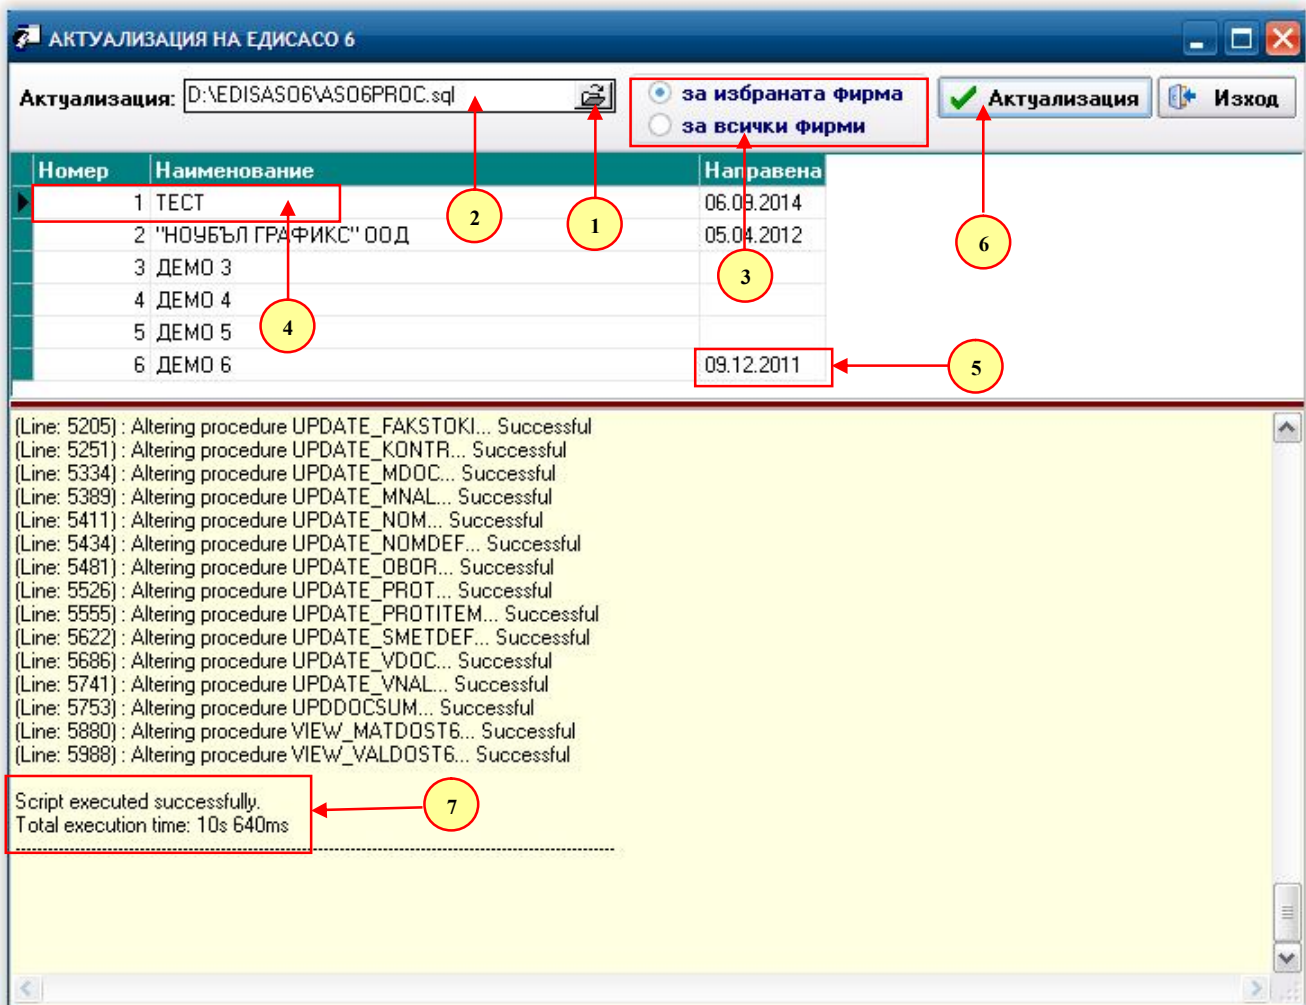 АКТУАЛИЗАЦИЯ НА ЕДИСАСО 6
Актуализация: D:\EDISASO6\ASO6PROC.sql
за избраната фирма
за всички фирми
Актуализация
Изход
Номер Наименование Направена
1 ТЕСТ 06.08.2014
2 "НОУБЪЛ ГРАФИКС" ООД 05.04.2012
3 ДЕМО 3
4 ДЕМО 4
5 ДЕМО 5
6 ДЕМО 6 09.12.2011
2
1
3
6
4
5
(Line: 5205) : Altering procedure UPDATE_FAKSTOKI... Successful
(Line: 5251) : Altering procedure UPDATE_KONTR... Successful
(Line: 5334) : Altering procedure UPDATE_MDOC... Successful
(Line: 5389) : Altering procedure UPDATE_MNAL... Successful
(Line: 5411) : Altering procedure UPDATE_NOM... Successful
(Line: 5434) : Altering procedure UPDATE_NOMDEF... Successful
(Line: 5481) : Altering procedure UPDATE_OBOR... Successful
(Line: 5526) : Altering procedure UPDATE_PROT... Successful
(Line: 5555) : Altering procedure UPDATE_PROTITEM... Successful
(Line: 5622) : Altering procedure UPDATE_SMETDEF... Successful
(Line: 5686) : Altering procedure UPDATE_VDOC... Successful
(Line: 5741) : Altering procedure UPDATE_VNAL... Successful
(Line: 5753) : Altering procedure UPDDOCSUM... Successful
(Line: 5880) : Altering procedure VIEW_MATDOST6... Successful
(Line: 5988) : Altering procedure VIEW_VALDOST6... Successful
Script executed successfully.
Total execution time: 10s 640ms
7